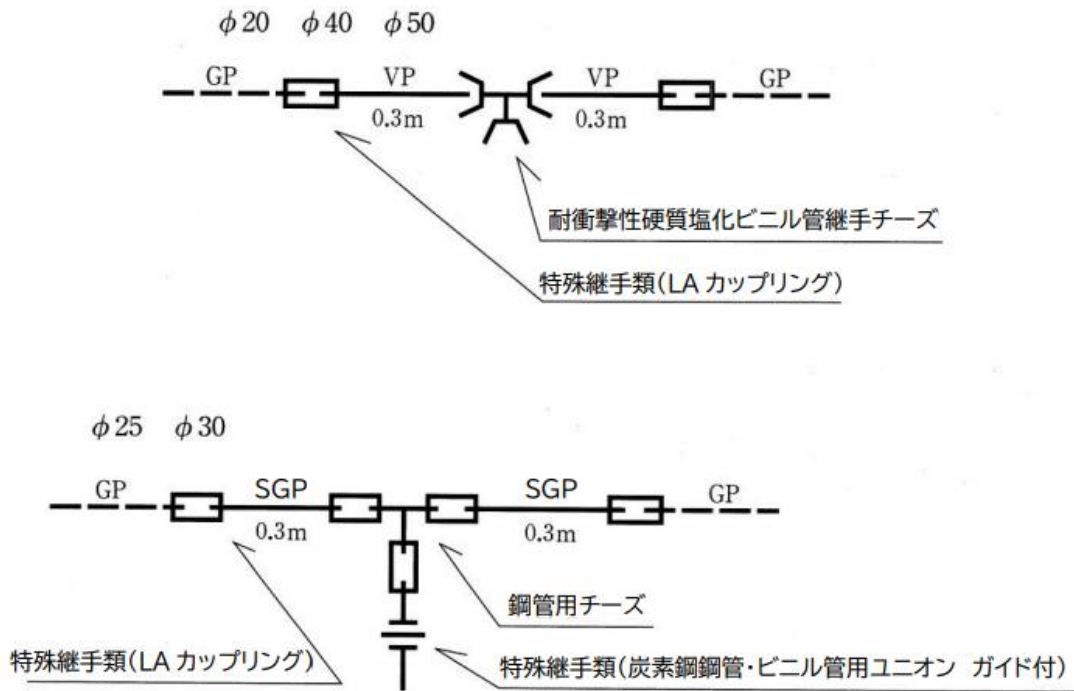 φ20 φ40 φ50
GP VP VP GP
0.3m 0.3m
耐衝撃性硬質塩化ビニル管継手チーズ
特殊継手類(LA カップリング)
φ25 φ30
GP SGP SGP GP
0.3m 0.3m
鋼管用チーズ
特殊継手類(LA カップリング)
特殊継手類(炭素鋼鋼管・ビニル管用ユニオン ガイド付)